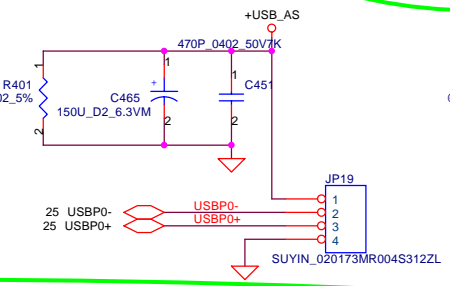 +USB_AS
470P_0402_50V7K
1
1
1
R401
C465
C451
02_5%
150U_D2_6.3VM
+
2
2
2
JP19
1
25 USBP0-
USBP0-
2
25 USBP0+
USBP0+
3
4
SUYIN_020173MR004S312ZL